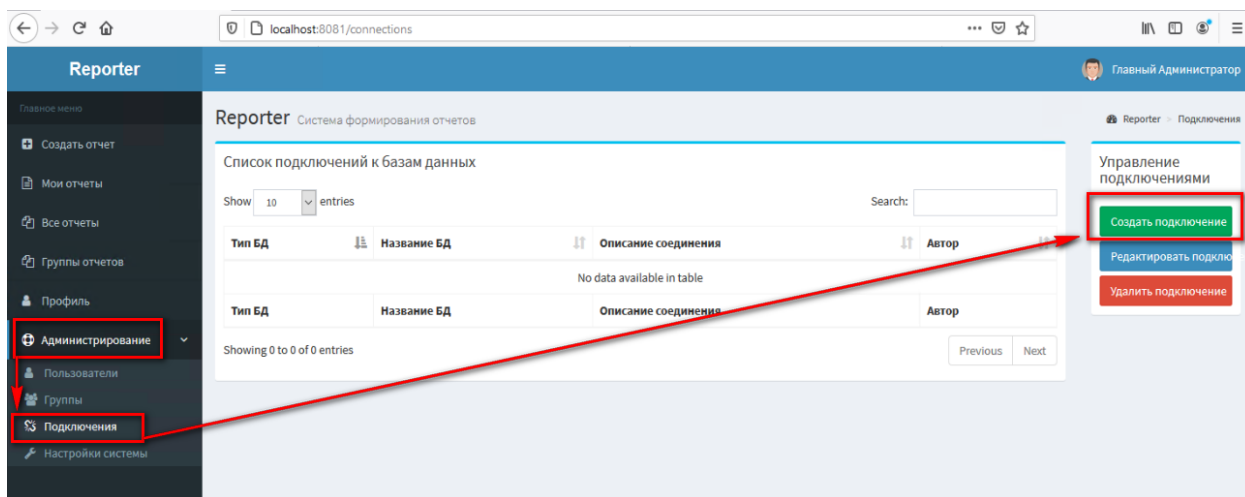 localhost:8081/connections
Reporter
Главный Администратор
Главное меню
Создать отчет
Мои отчеты
Все отчеты
Группы отчетов
Профиль
Администрирование
Пользователи
Группы
Подключения
Настройки системы
Reporter Система формирования отчетов
Reporter > Подключения
Список подключений к базам данных
Show 10 entries
Search:
Тип БД Название БД Описание соединения Автор
No data available in table
Тип БД Название БД Описание соединения Автор
Showing 0 to 0 of 0 entries
Previous Next
Управление
подключениями
Создать подключение
Редактировать подклю
Удалить подключение